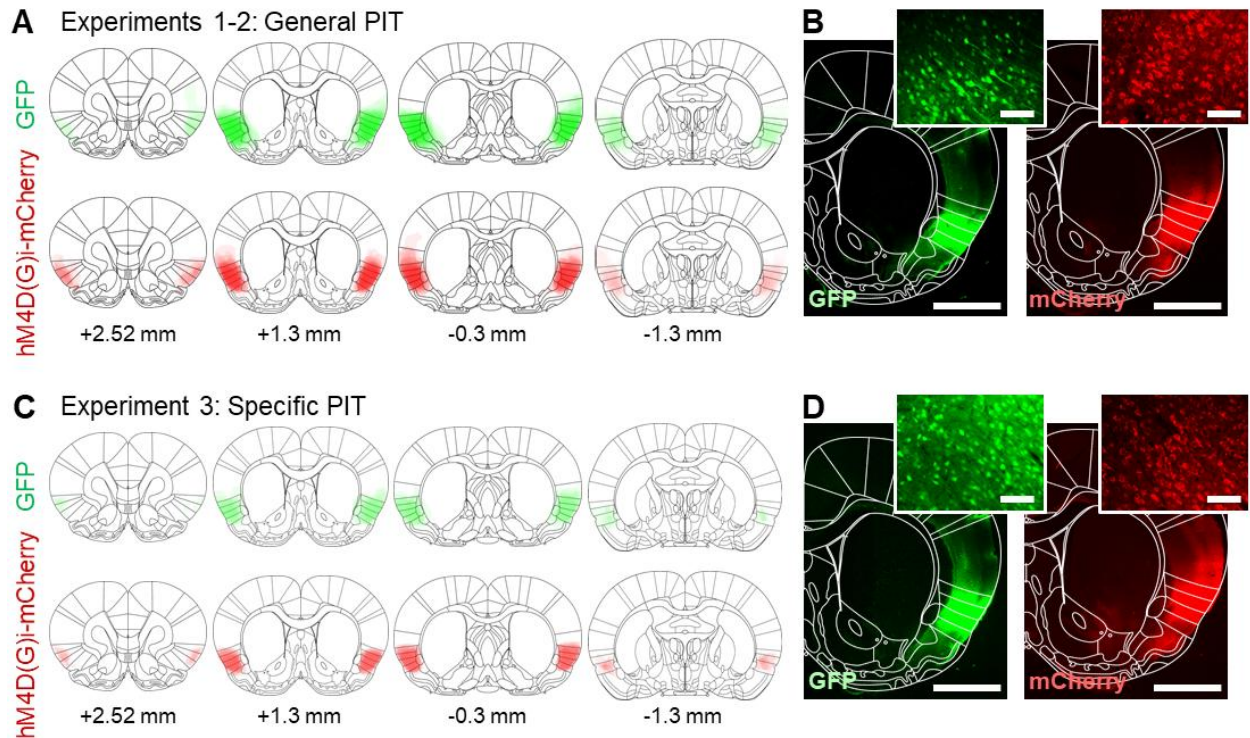 A Experiments 1-2: General PIT
GFP
hM4D(G)i-mCherry
+2.52 mm +1.3 mm -0.3 mm -1.3 mm
B
GFP mCherry
C Experiment 3: Specific PIT
GFP
hM4D(G)i-mCherry
+2.52 mm +1.3 mm -0.3 mm -1.3 mm
D
GFP mCherry